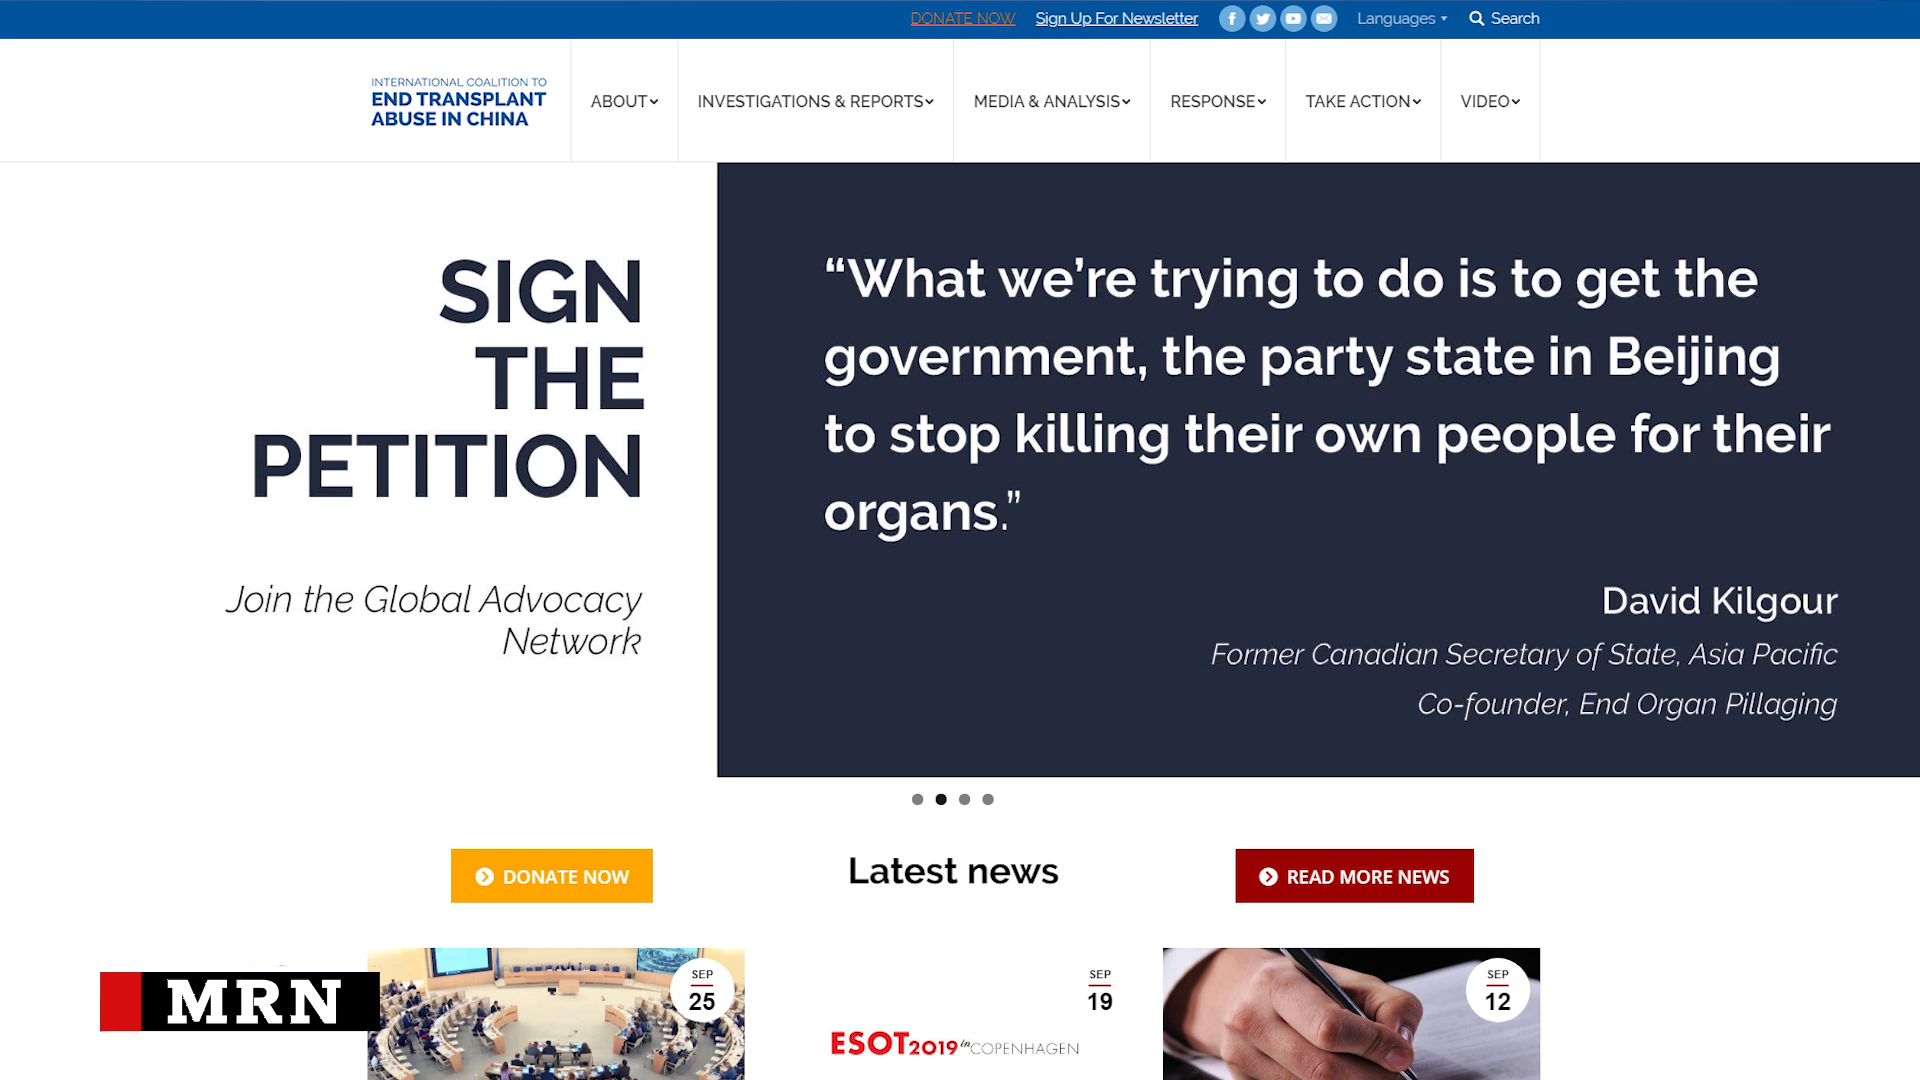 DONATE NOW Sign Up For Newsletter Languages Search
INTERNATIONAL COALITION TO
END TRANSPLANT
ABUSE IN CHINA
ABOUT INVESTIGATIONS & REPORTS MEDIA & ANALYSIS RESPONSE TAKE ACTION VIDEO
SIGN
THE
PETITION
Join the Global Advocacy
Network
“What we’re trying to do is to get the
government, the party state in Beijing
to stop killing their own people for their
organs.”
David Kilgour
Former Canadian Secretary of State, Asia Pacific
Co-founder, End Organ Pillaging
DONATE NOW
Latest news
READ MORE NEWS
SEP
25
SEP
19
SEP
12
MRN
ESOT2019 in COPENHAGEN